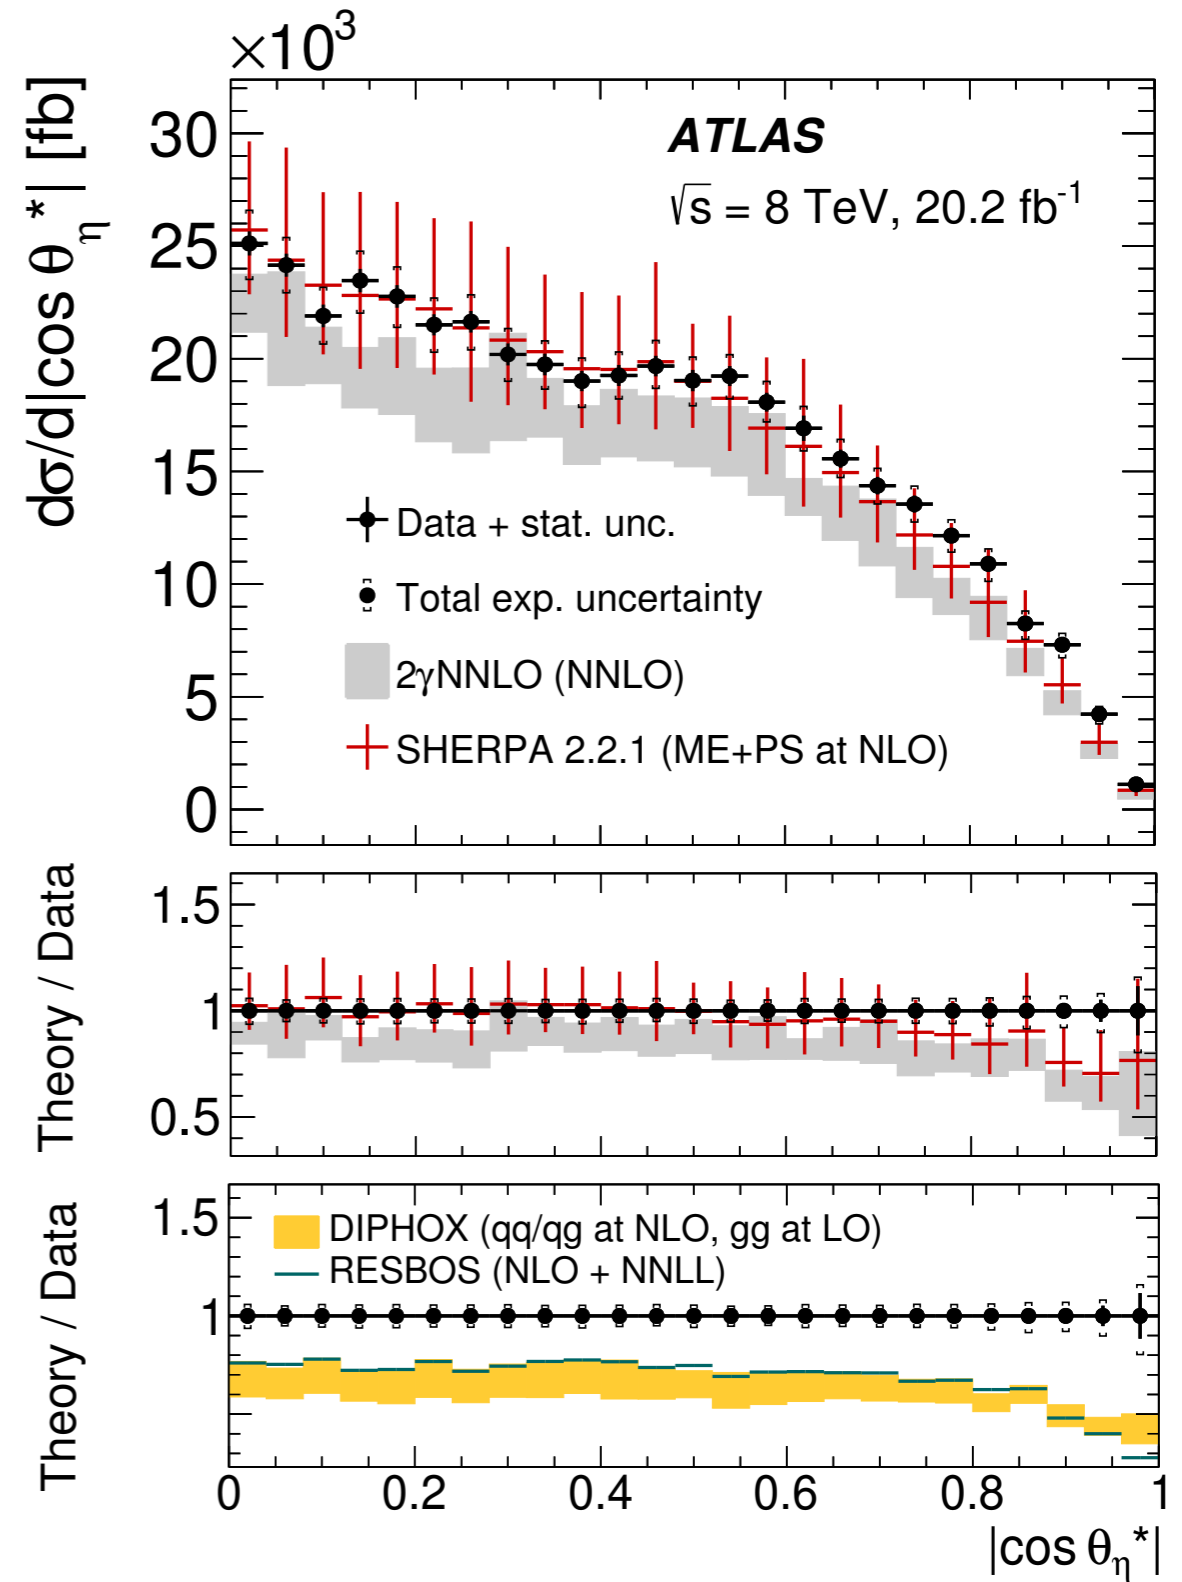 ×10³
dσ/d|cos θ_η*| [fb]
ATLAS
√s = 8 TeV, 20.2 fb⁻¹
30
25
20
15
10
5
0
Data + stat. unc.
Total exp. uncertainty
2γNNLO (NNLO)
SHERPA 2.2.1 (ME+PS at NLO)
Theory / Data
1.5
1
0.5
Theory / Data
1.5
1
DIPHOX (qq/qg at NLO, gg at LO)
RESBOS (NLO + NNLL)
0 0.2 0.4 0.6 0.8 1
|cos θ_η*|